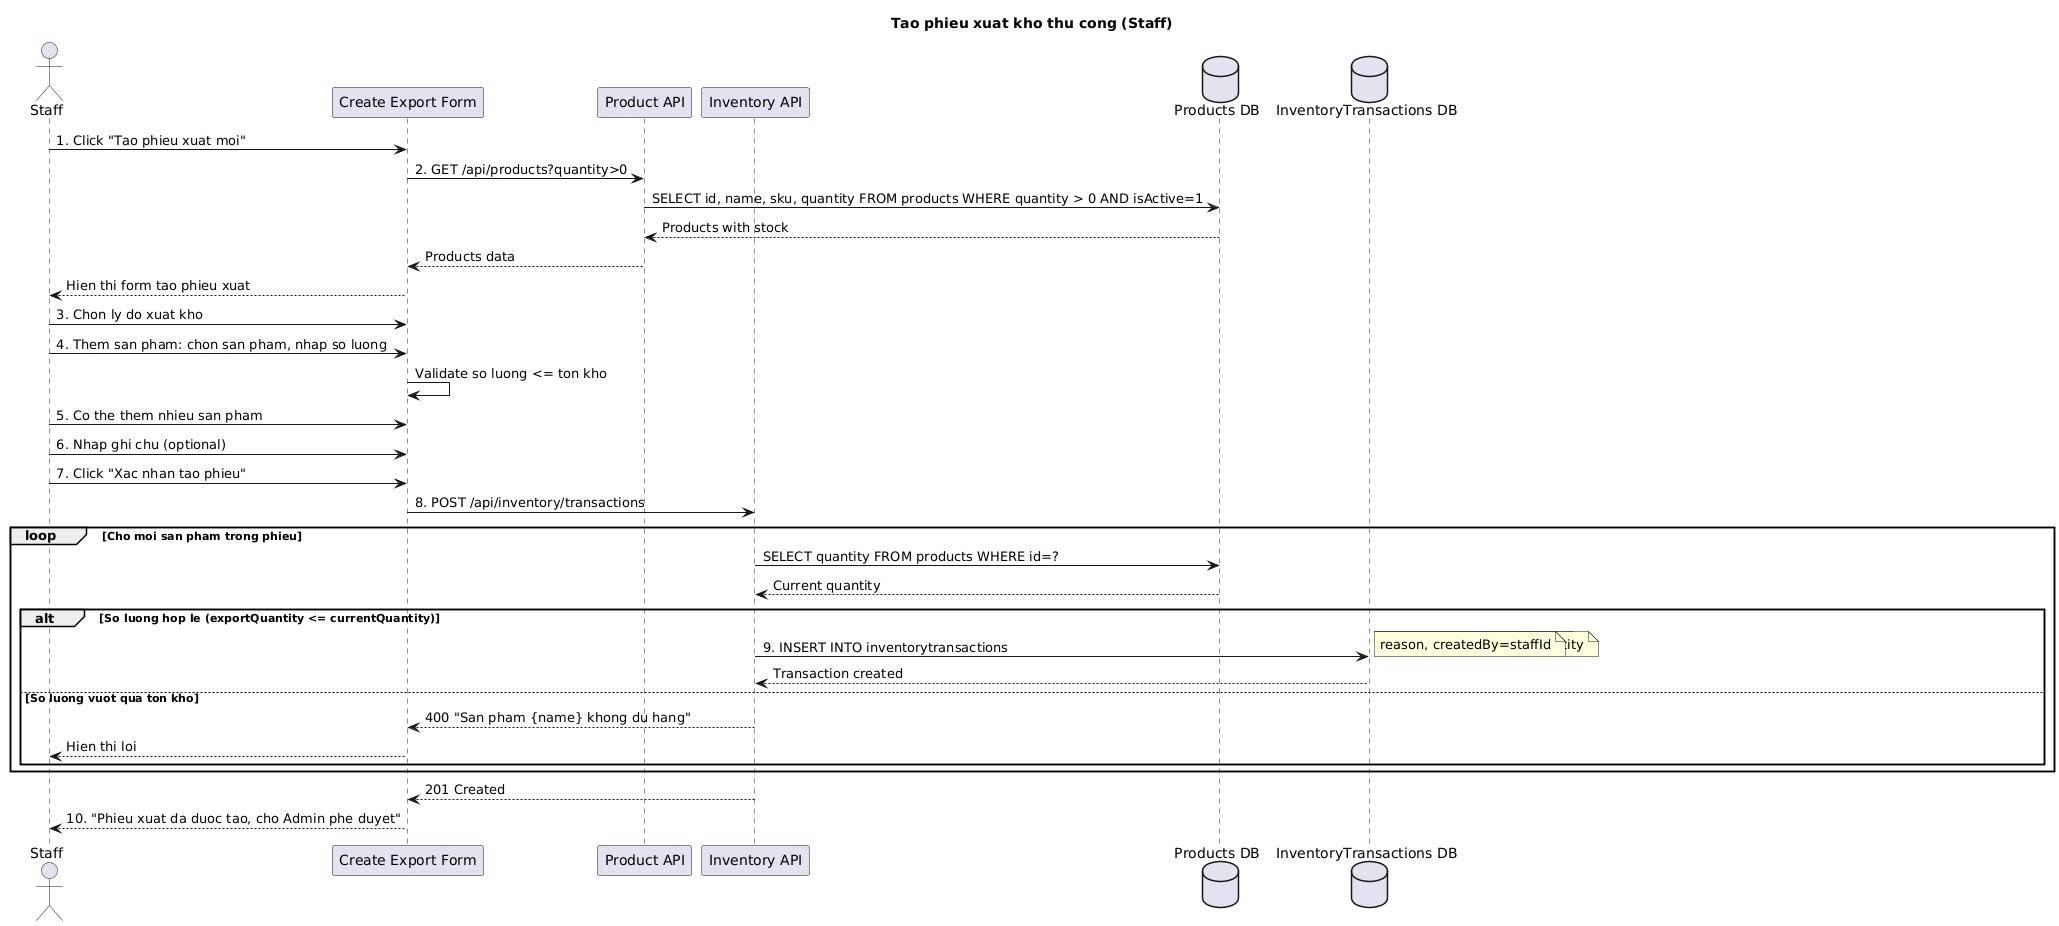 Tao phieu xuat kho thu cong (Staff)
Staff
Create Export Form
Product API
Inventory API
Products DB
InventoryTransactions DB
1. Click "Tao phieu xuat moi"
2. GET /api/products?quantity>0
SELECT id, name, sku, quantity FROM products WHERE quantity > 0 AND isActive=1
Products with stock
Products data
Hien thi form tao phieu xuat
3. Chon ly do xuat kho
4. Them san pham: chon san pham, nhap so luong
Validate so luong <= ton kho
5. Co the them nhieu san pham
6. Nhap ghi chu (optional)
7. Click "Xac nhan tao phieu"
8. POST /api/inventory/transactions
loop [Cho moi san pham trong phieu]
SELECT quantity FROM products WHERE id=?
Current quantity
alt [So luong hop le (exportQuantity <= currentQuantity)]
9. INSERT INTO inventorytransactions
reason, createdBy=staffId
Transaction created
[So luong vuot qua ton kho]
400 "San pham {name} khong du hang"
Hien thi loi
201 Created
10. "Phieu xuat da duoc tao, cho Admin phe duyet"
Staff
Create Export Form
Product API
Inventory API
Products DB
InventoryTransactions DB